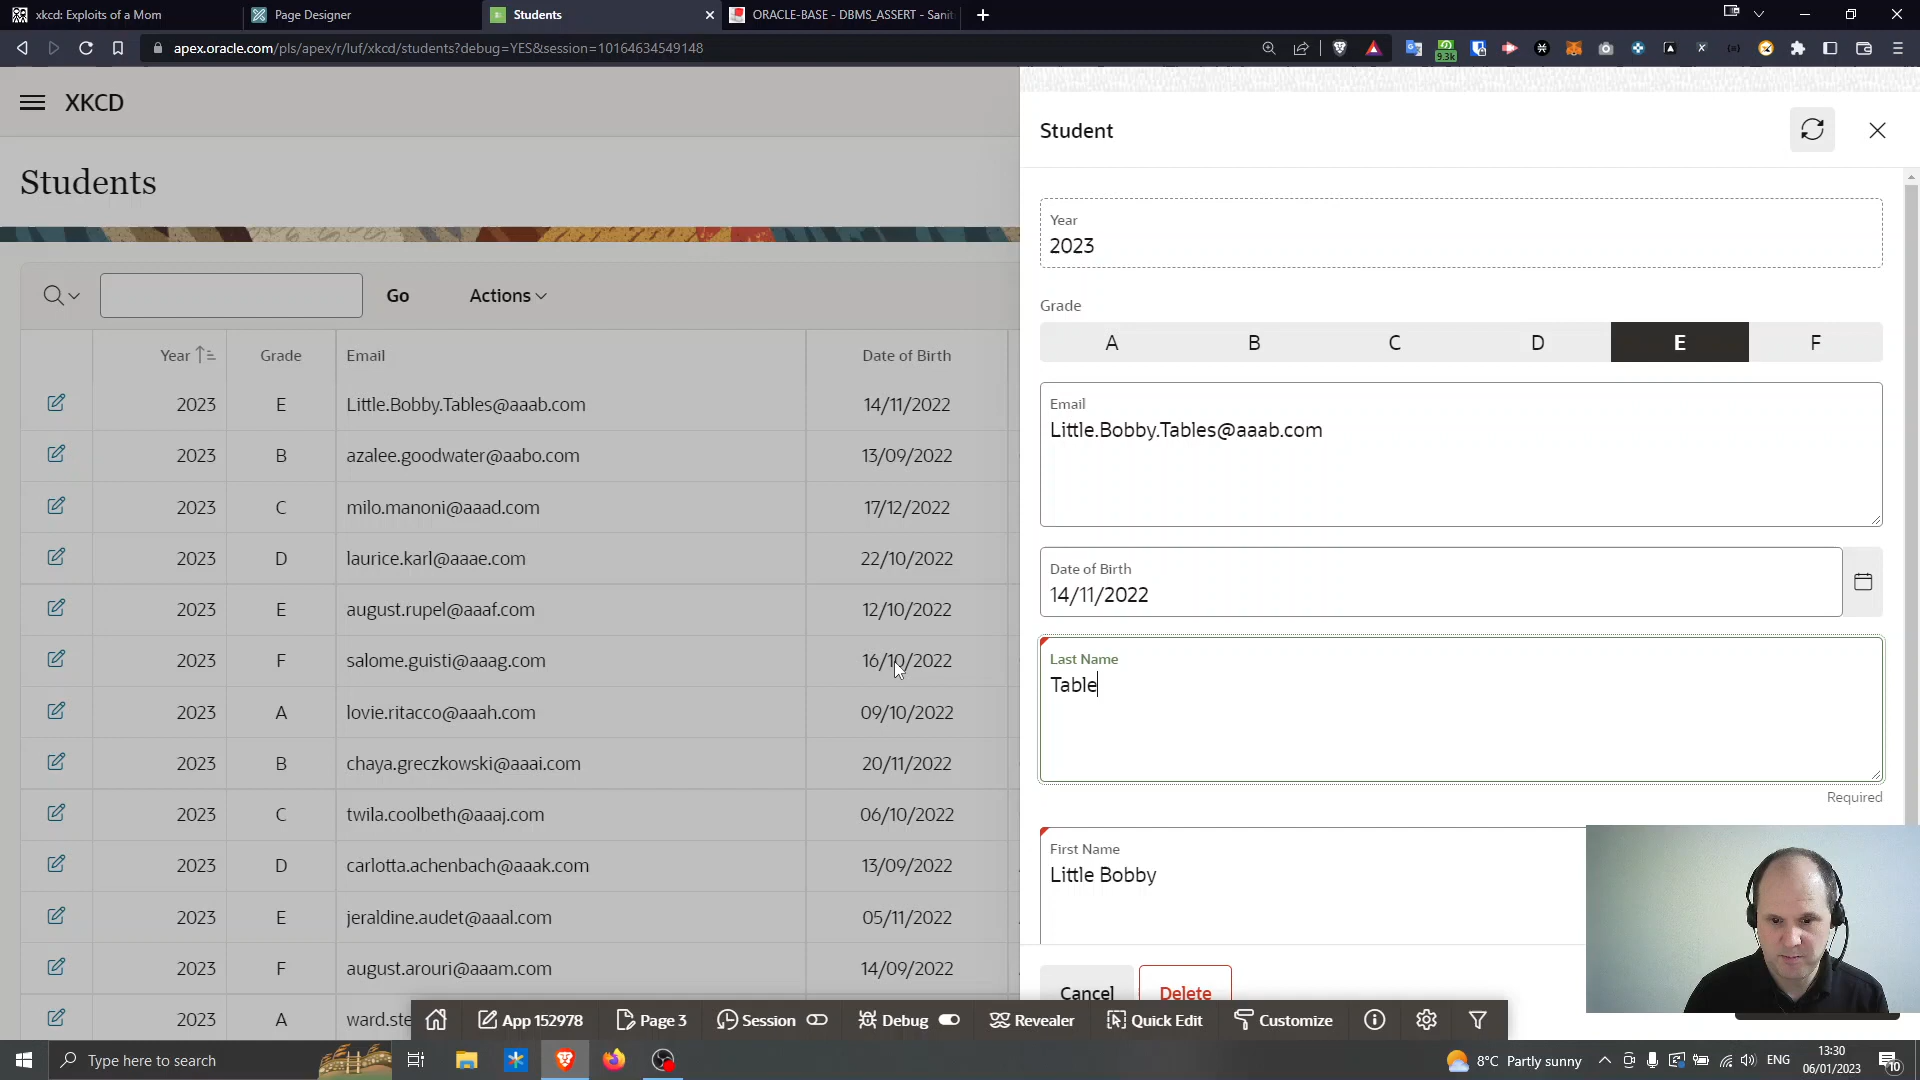 xkcd: Exploits of a Mom
Page Designer
Students
ORACLE-BASE - DBMS_ASSERT - Sanit
apex.oracle.com/pls/apex/r/luf/xkcd/students?debug=YES&session=10164634549148
9.3k
XKCD
Students
Go
Actions
Year
Grade
Email
Date of Birth
2023 E Little.Bobby.Tables@aaab.com 14/11/2022
2023 B azalee.goodwater@aabo.com 13/09/2022
2023 C milo.manoni@aaad.com 17/12/2022
2023 D laurice.karl@aaae.com 22/10/2022
2023 E august.rupel@aaaf.com 12/10/2022
2023 F salome.guisti@aaag.com 16/10/2022
2023 A lovie.ritacco@aaah.com 09/10/2022
2023 B chaya.greczkowski@aaai.com 20/11/2022
2023 C twila.coolbeth@aaaj.com 06/10/2022
2023 D carlotta.achenbach@aaak.com 13/09/2022
2023 E jeraldine.audet@aaal.com 05/11/2022
2023 F august.arouri@aaam.com 14/09/2022
2023 A ward.ste
Student
Year
2023
Grade
A B C D E F
Email
Little.Bobby.Tables@aaab.com
Date of Birth
14/11/2022
Last Name
Table
Required
First Name
Little Bobby
Cancel
Delete
App 152978
Page 3
Session
Debug
Revealer
Quick Edit
Customize
Type here to search
8°C Partly sunny
ENG
13:30
06/01/2023
10